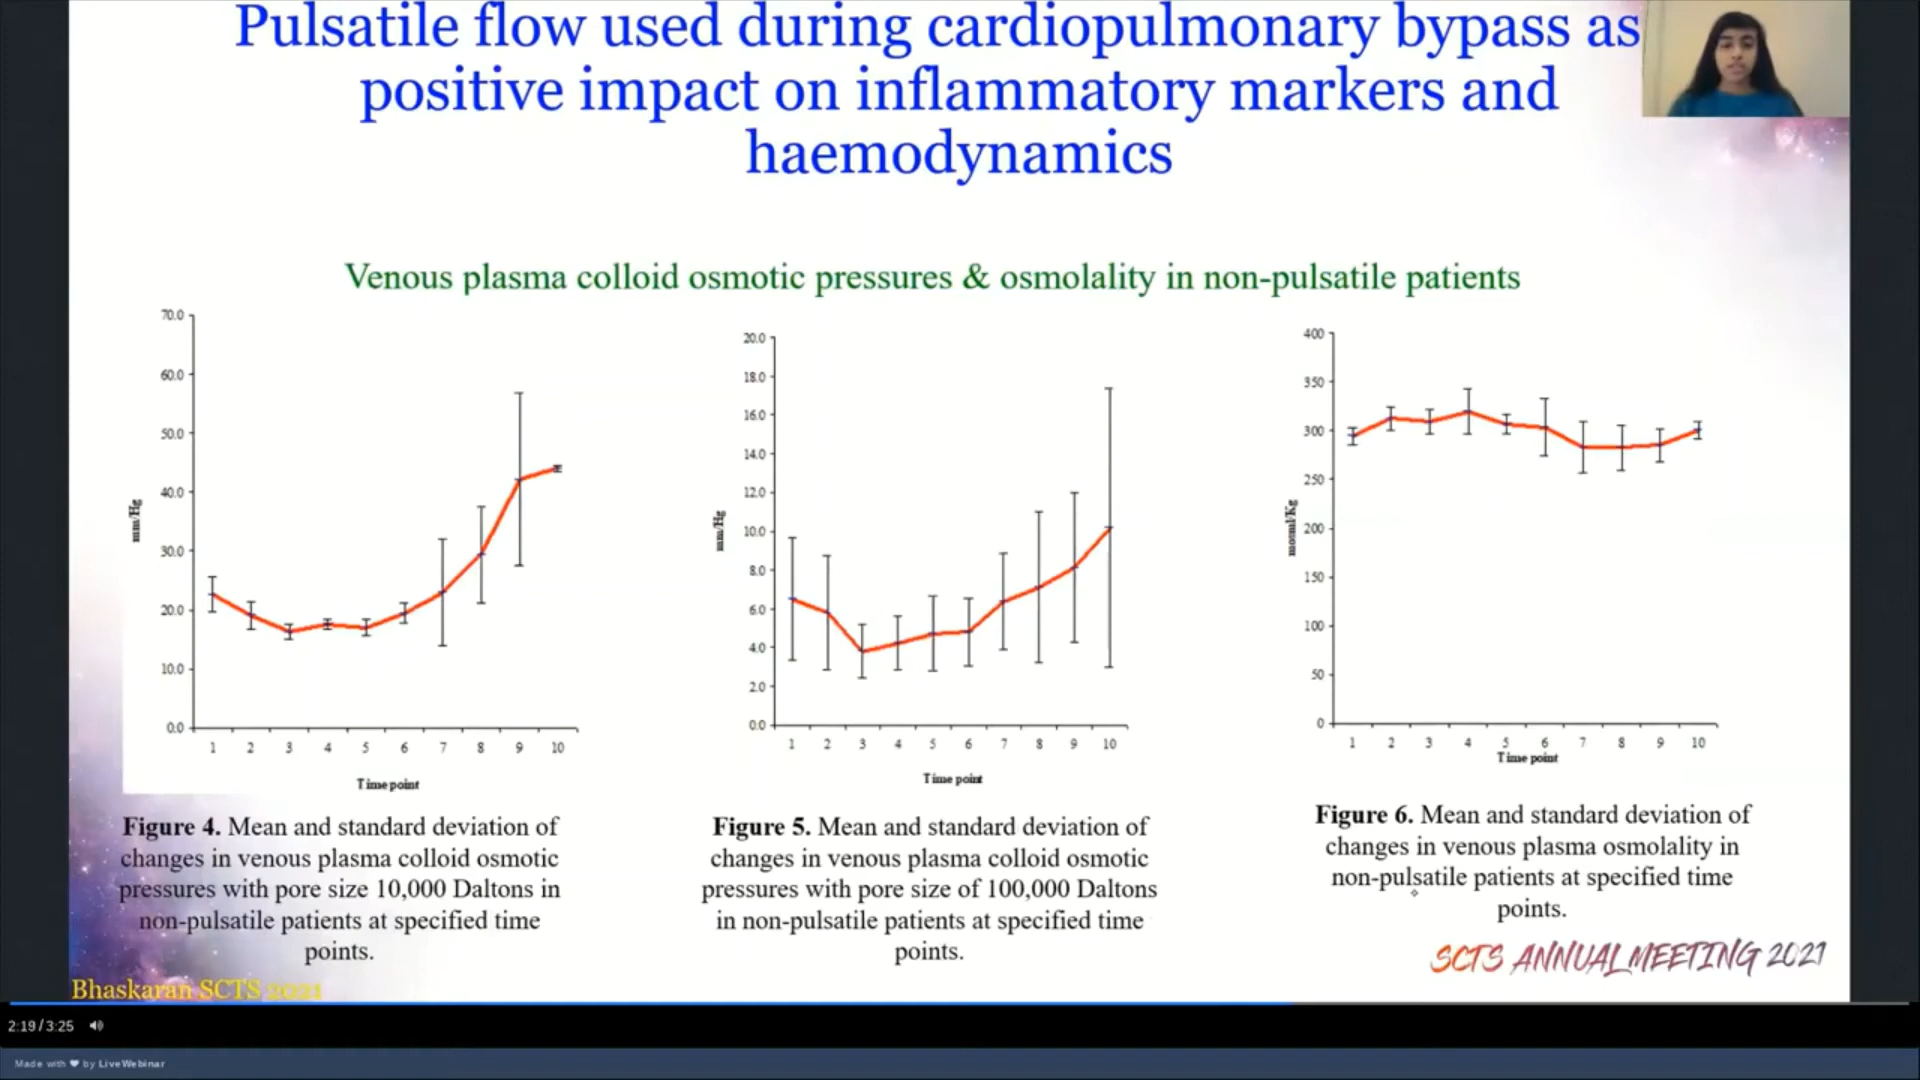 Pulsatile flow used during cardiopulmonary bypass as
positive impact on inflammatory markers and
haemodynamics
Venous plasma colloid osmotic pressures & osmolality in non-pulsatile patients
70.0
60.0
50.0
40.0
30.0
20.0
10.0
0.0
mm/Hg
1 2 3 4 5 6 7 8 9 10
Time point
20.0
18.0
16.0
14.0
12.0
10.0
8.0
6.0
4.0
2.0
0.0
mm/Hg
1 2 3 4 5 6 7 8 9 10
Time point
400
350
300
250
200
150
100
50
0
mosml/Kg
1 2 3 4 5 6 7 8 9 10
Time point
Figure 4. Mean and standard deviation of
changes in venous plasma colloid osmotic
pressures with pore size 10,000 Daltons in
non-pulsatile patients at specified time
points.
Figure 5. Mean and standard deviation of
changes in venous plasma colloid osmotic
pressures with pore size of 100,000 Daltons
in non-pulsatile patients at specified time
points.
Figure 6. Mean and standard deviation of
changes in venous plasma osmolality in
non-pulsatile patients at specified time
points.
SCTS ANNUAL MEETING 2021
Bhaskaran SCTS 2021
2:19 / 3:25
Made with ❤ by LiveWebinar